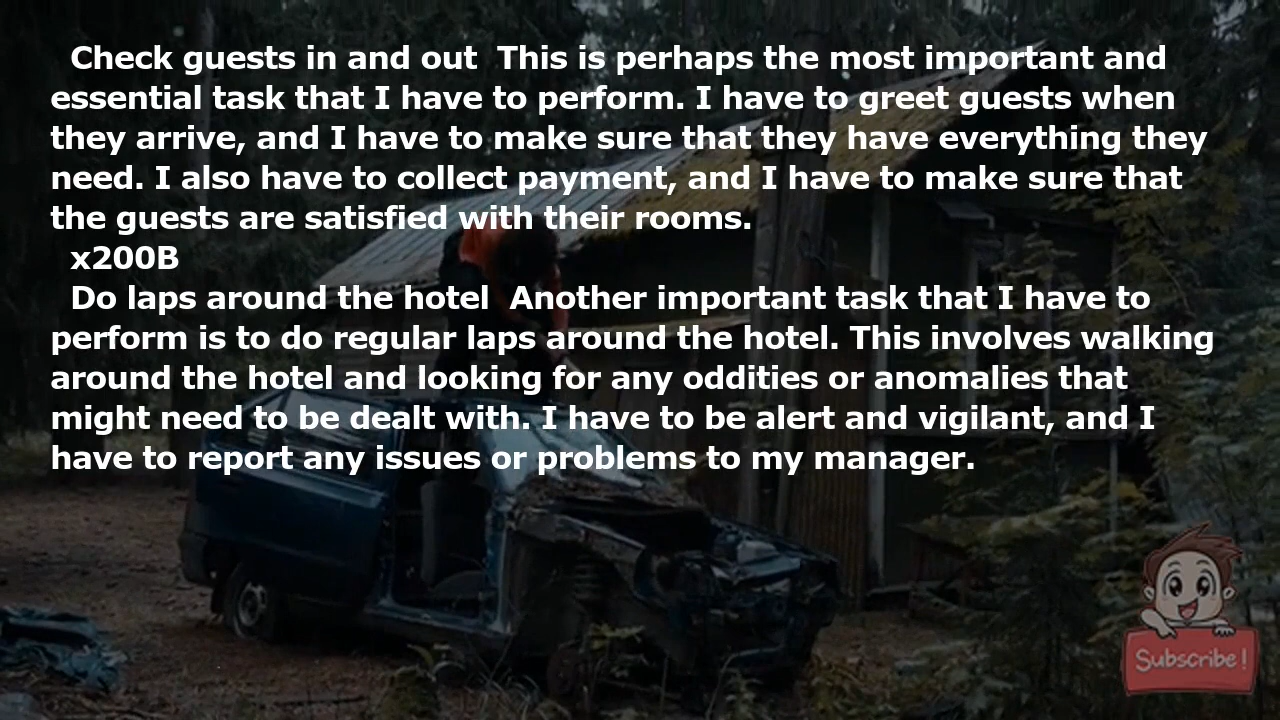 Check guests in and out  This is perhaps the most important and
essential task that I have to perform. I have to greet guests when
they arrive, and I have to make sure that they have everything they
need. I also have to collect payment, and I have to make sure that
the guests are satisfied with their rooms.
x200B
Do laps around the hotel  Another important task that I have to
perform is to do regular laps around the hotel. This involves walking
around the hotel and looking for any oddities or anomalies that
might need to be dealt with. I have to be alert and vigilant, and I
have to report any issues or problems to my manager.
Subscribe!